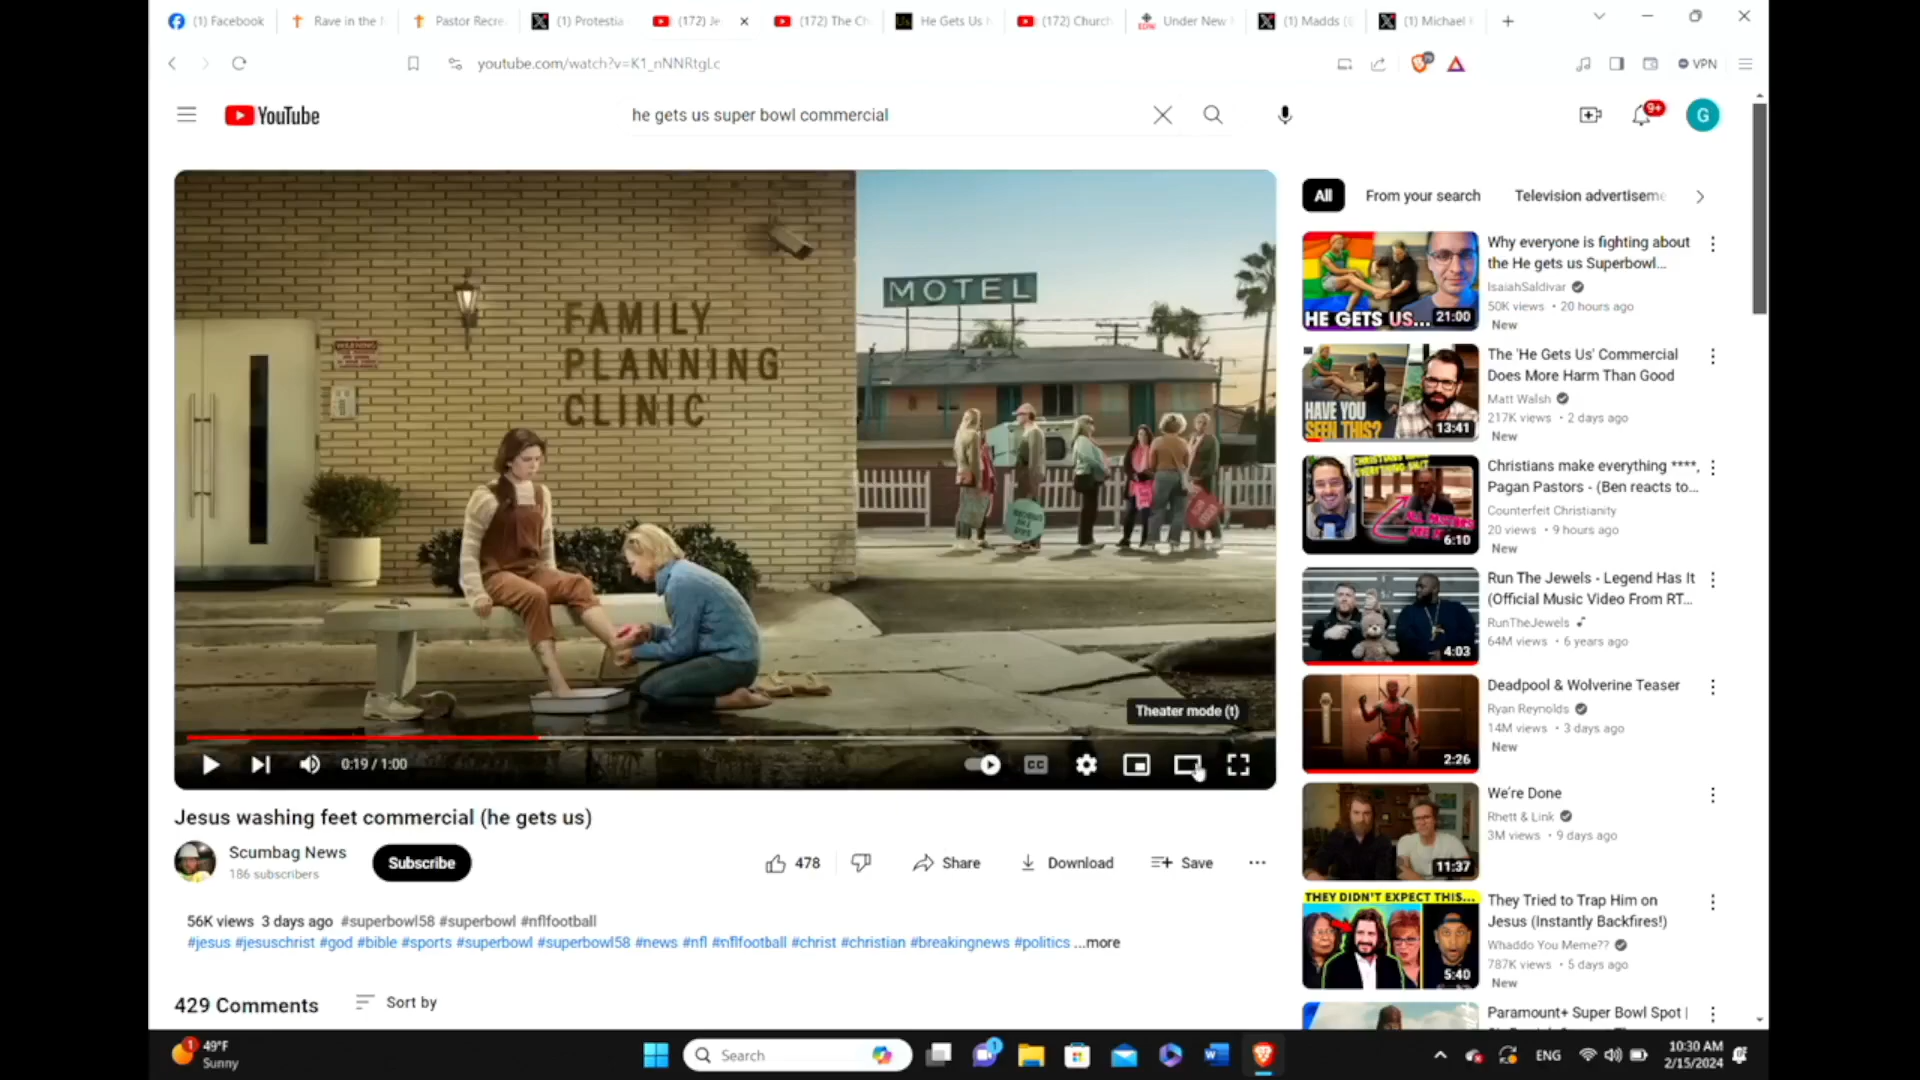 (1) Facebook
Rave in the
Pastor Recre
(1) Protestia
(172) Je
(172) The Ch
He Gets Us
(172) Church
Under New
(1) Madds
(1) Michael
youtube.com/watch?v=K1_nNNRtgLc
VPN
YouTube
he gets us super bowl commercial
9+
G
FAMILY
PLANNING
CLINIC
WARNING
MOTEL
Theater mode (t)
0:19 / 1:00
CC
Jesus washing feet commercial (he gets us)
Scumbag News
186 subscribers
Subscribe
478
Share
Download
Save
56K views 3 days ago #superbowl58 #superbowl #nflfootball
#jesus #jesuschrist #god #bible #sports #superbowl #superbowl58 #news #nfl #nflfootball #christ #christian #breakingnews #politics ...more
429 Comments
Sort by
All
From your search
Television advertiseme
HE GETS US... 21:00
Why everyone is fighting about
the He gets us Superbowl...
IsaiahSaldivar
50K views • 20 hours ago
New
HAVE YOU
SEEN THIS?
13:41
The 'He Gets Us' Commercial
Does More Harm Than Good
Matt Walsh
217K views • 2 days ago
New
6:10
Christians make everything ****,
Pagan Pastors - (Ben reacts to...
Counterfeit Christianity
20 views • 9 hours ago
New
4:03
Run The Jewels - Legend Has It
(Official Music Video From RT...
RunTheJewels
64M views • 6 years ago
2:26
Deadpool & Wolverine Teaser
Ryan Reynolds
14M views • 3 days ago
New
11:37
We're Done
Rhett & Link
3M views • 9 days ago
THEY DIDN'T EXPECT THIS...
5:40
They Tried to Trap Him on
Jesus (Instantly Backfires!)
Whaddo You Meme??
787K views • 5 days ago
New
Paramount+ Super Bowl Spot |
1
49°F
Sunny
Search
1
ENG
10:30 AM
2/15/2024